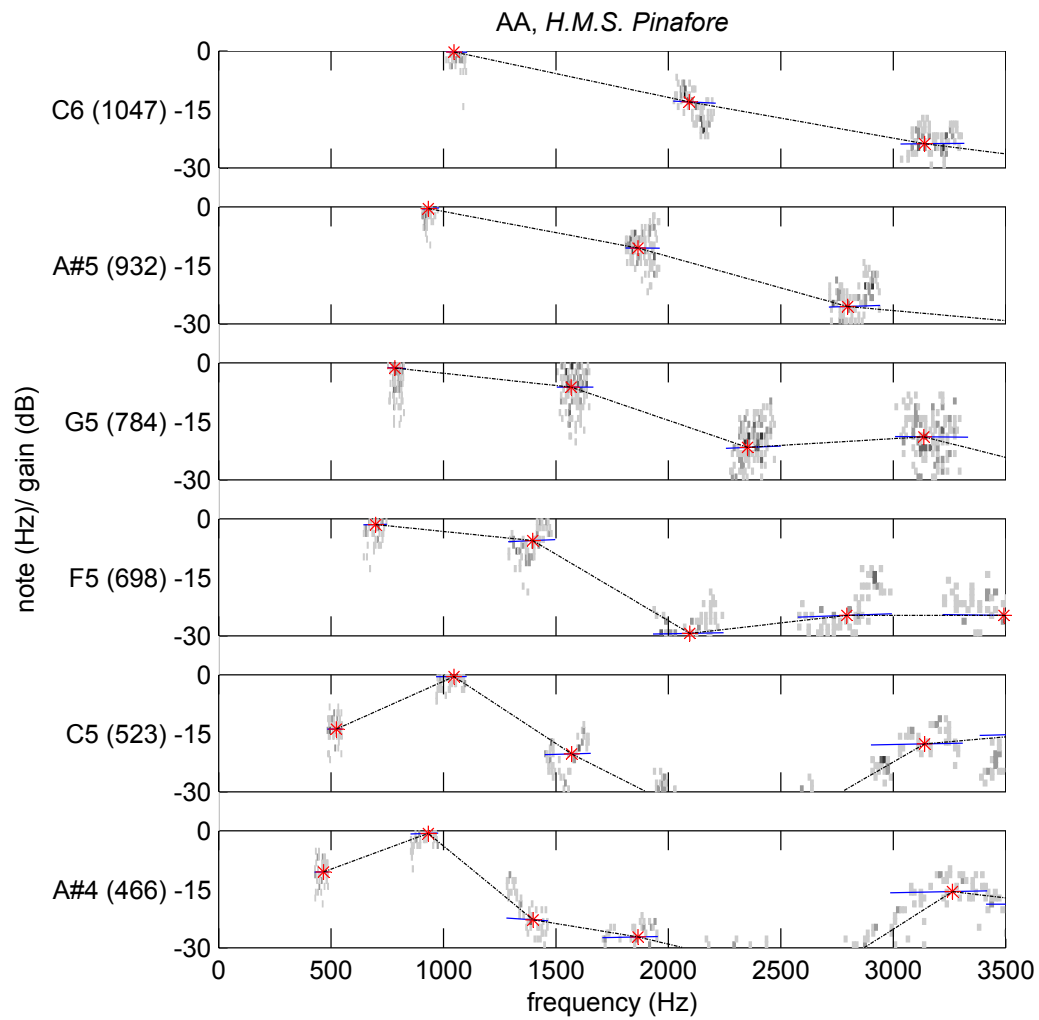 AA, H.M.S. Pinafore
note (Hz)/ gain (dB)
0
C6 (1047) -15
-30
0
A#5 (932) -15
-30
0
G5 (784) -15
-30
0
F5 (698) -15
-30
0
C5 (523) -15
-30
0
A#4 (466) -15
-30
0 500 1000 1500 2000 2500 3000 3500
frequency (Hz)